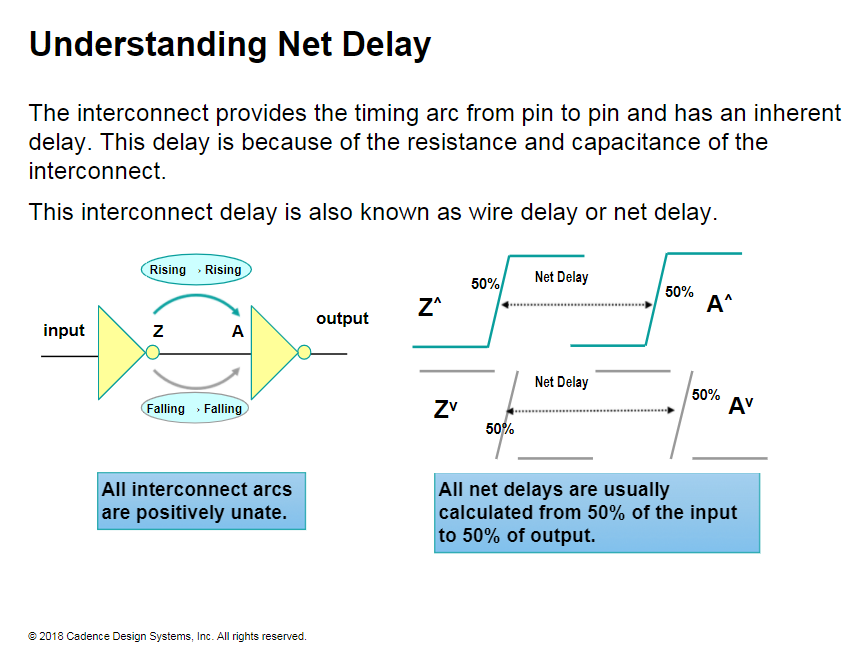 Understanding Net Delay
The interconnect provides the timing arc from pin to pin and has an inherent
delay. This delay is because of the resistance and capacitance of the
interconnect.
This interconnect delay is also known as wire delay or net delay.
Rising › Rising
input
Z
A
output
Falling › Falling
All interconnect arcs
are positively unate.
50%
Net Delay
50%
Z^
A^
Net Delay
50%
Zv
Av
50%
All net delays are usually
calculated from 50% of the input
to 50% of output.
© 2018 Cadence Design Systems, Inc. All rights reserved.